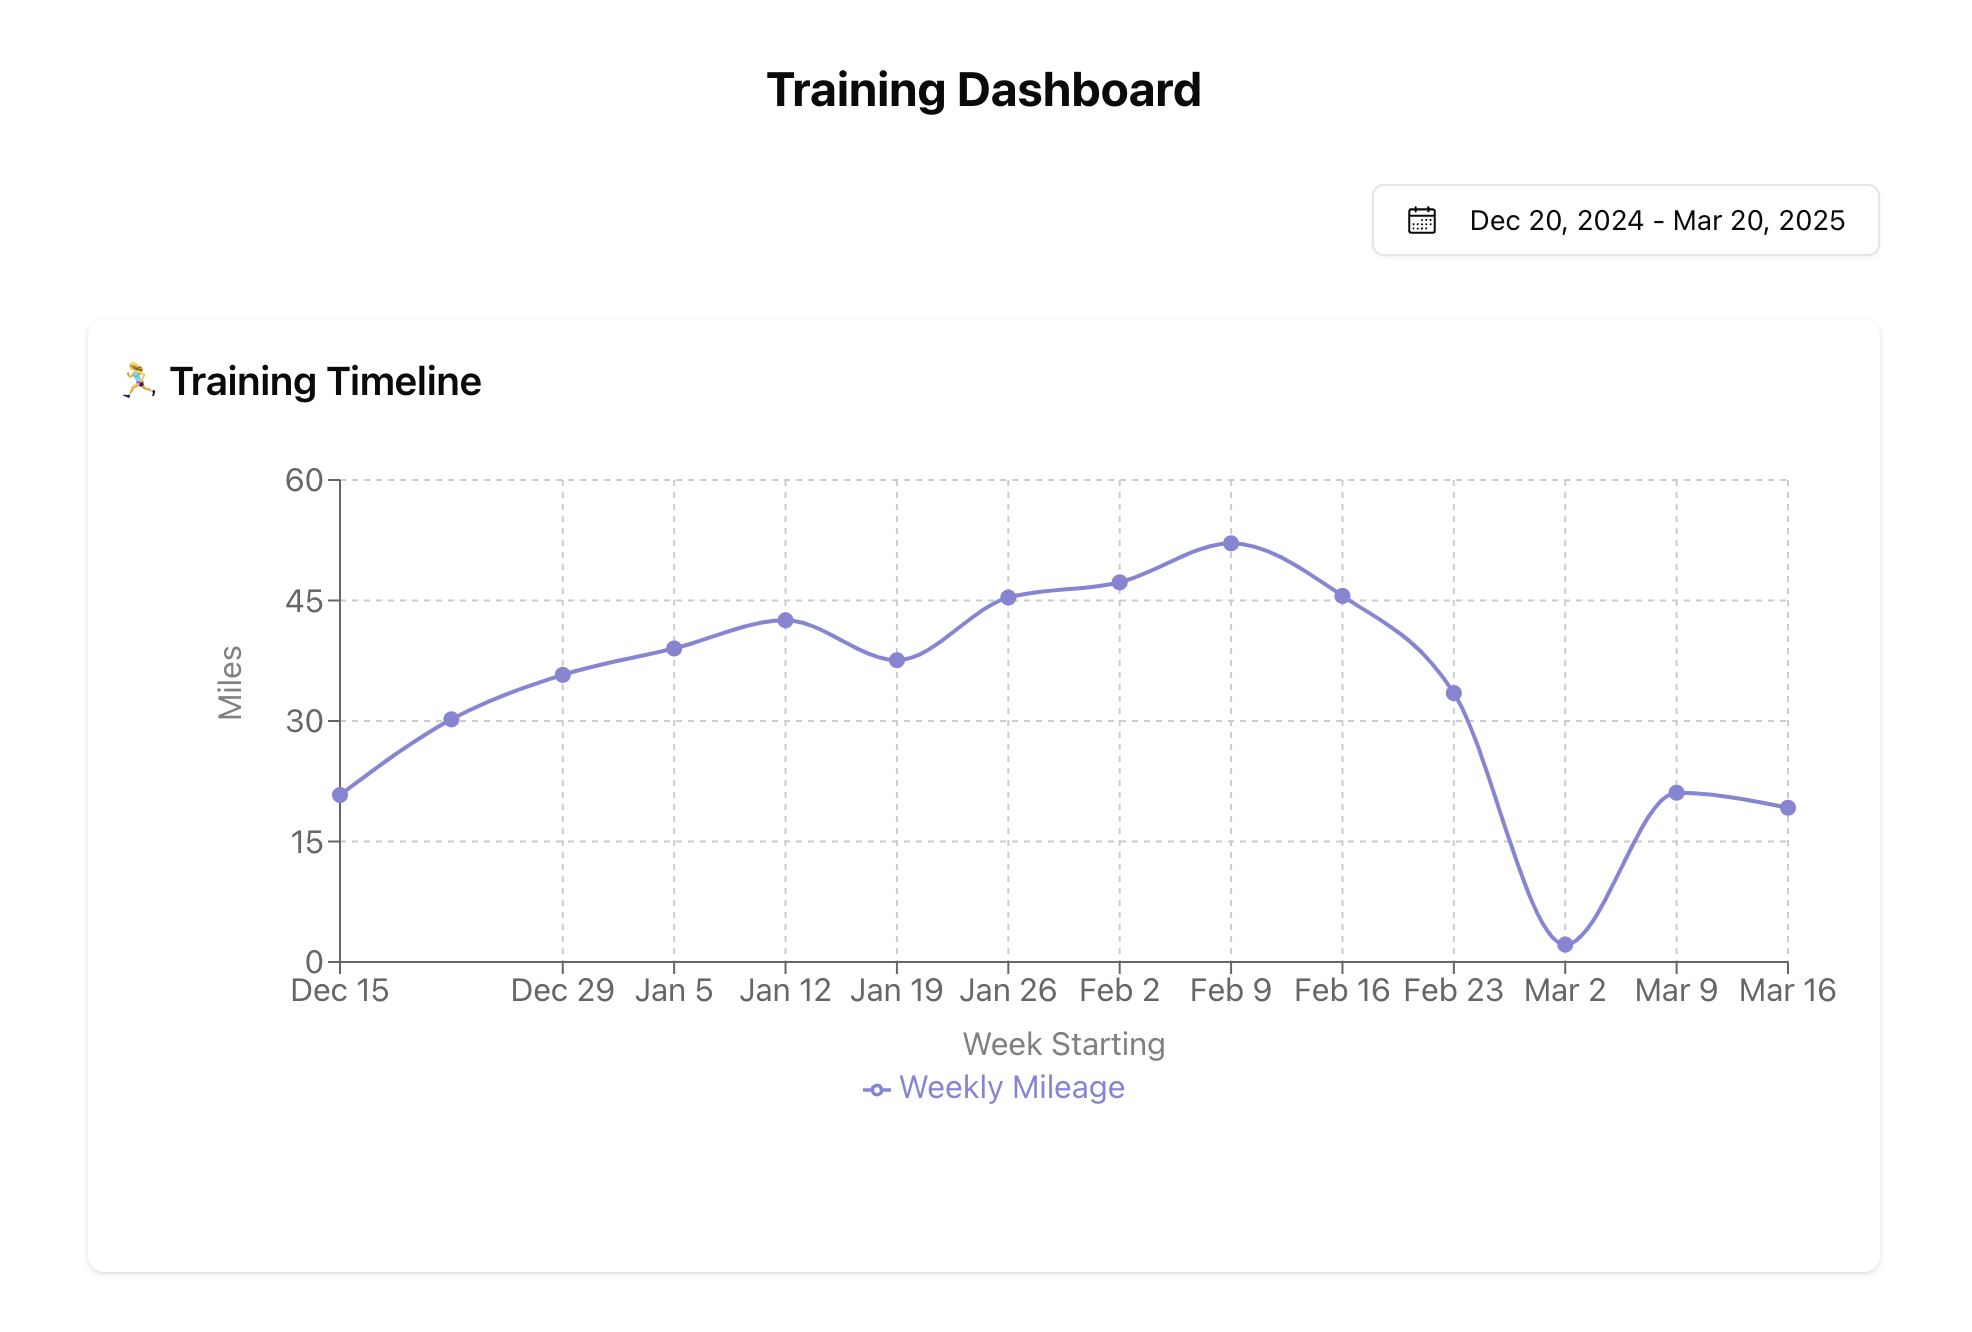 Training Dashboard
Dec 20, 2024 - Mar 20, 2025
Training Timeline
60
45
30
15
0
Miles
Dec 15 Dec 29 Jan 5 Jan 12 Jan 19 Jan 26 Feb 2 Feb 9 Feb 16 Feb 23 Mar 2 Mar 9 Mar 16
Week Starting
Weekly Mileage